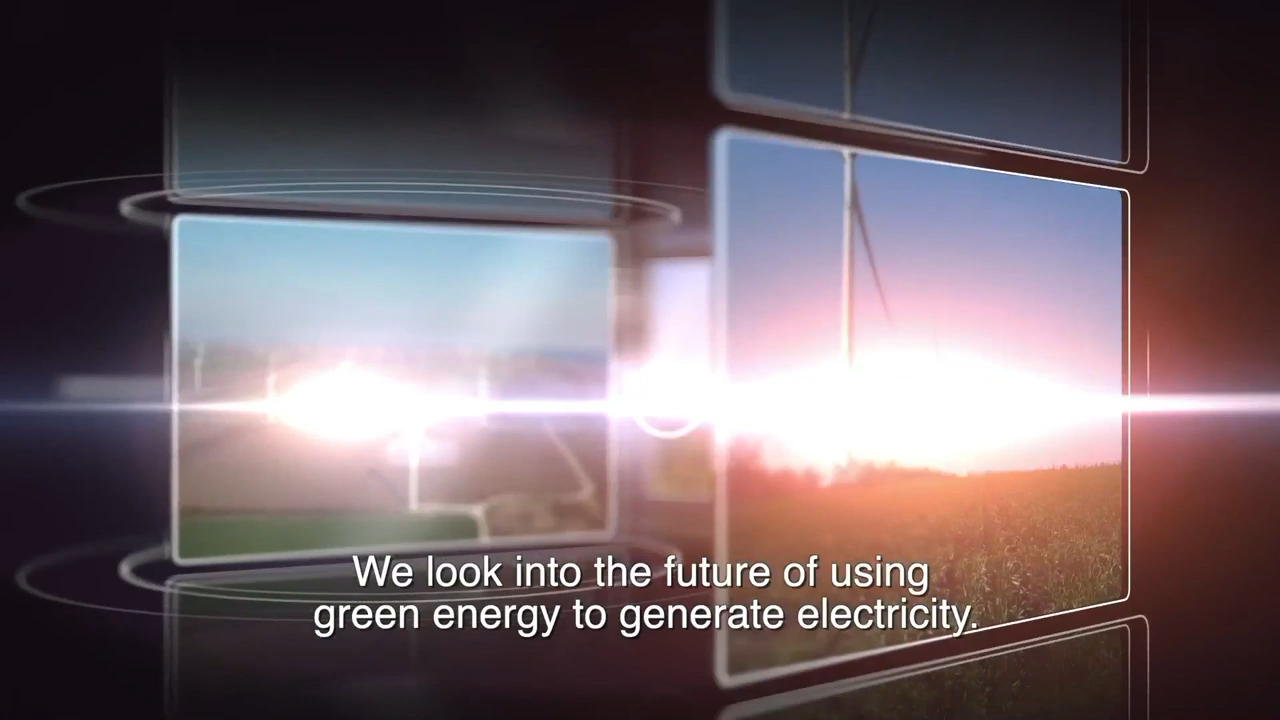 We look into the future of using
green energy to generate electricity.